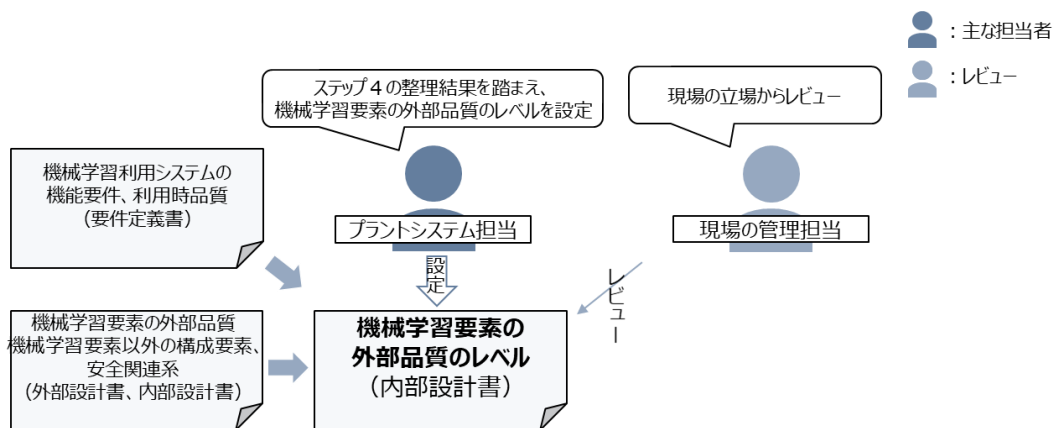 ：主な担当者
：レビュー
ステップ４の整理結果を踏まえ、
機械学習要素の外部品質のレベルを設定
現場の立場からレビュー
機械学習利用システムの
機能要件、利用時品質
（要件定義書）
プラントシステム担当
現場の管理担当
設定
レビュー
機械学習要素の外部品質
機械学習要素以外の構成要素、
安全関連系
（外部設計書、内部設計書）
機械学習要素の
外部品質のレベル
（内部設計書）